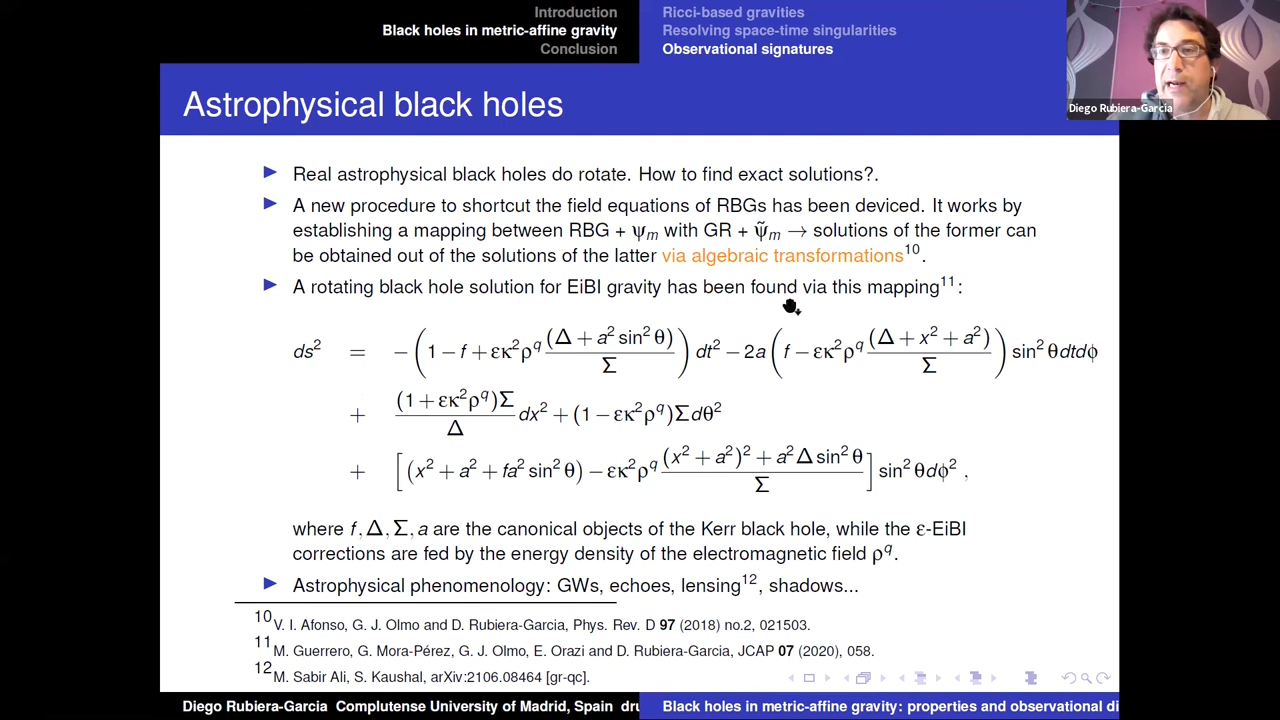 Introduction
Black holes in metric-affine gravity
Conclusion
Ricci-based gravities
Resolving space-time singularities
Observational signatures
Diego Rubiera-Garcia
Astrophysical black holes
▶ Real astrophysical black holes do rotate. How to find exact solutions?.
▶ A new procedure to shortcut the field equations of RBGs has been deviced. It works by
establishing a mapping between RBG + ψₘ with GR + ψ̃ₘ → solutions of the former can
be obtained out of the solutions of the latter via algebraic transformations¹⁰.
▶ A rotating black hole solution for EiBI gravity has been found via this mapping¹¹:
ds² = −(1 − f + εκ²ρ^q (Δ + a² sin² θ)/Σ) dt² − 2a (f − εκ²ρ^q (Δ + x² + a²)/Σ) sin² θdtdϕ
+ (1 + εκ²ρ^q)Σ/Δ dx² + (1 − εκ²ρ^q)Σdθ²
+ [(x² + a² + fa² sin² θ) − εκ²ρ^q ((x² + a²)² + a²Δ sin² θ)/Σ] sin² θdϕ² ,
where f, Δ, Σ, a are the canonical objects of the Kerr black hole, while the ε-EiBI
corrections are fed by the energy density of the electromagnetic field ρ^q.
▶ Astrophysical phenomenology: GWs, echoes, lensing¹², shadows...
¹⁰V. I. Afonso, G. J. Olmo and D. Rubiera-Garcia, Phys. Rev. D 97 (2018) no.2, 021503.
¹¹M. Guerrero, G. Mora-Pérez, G. J. Olmo, E. Orazi and D. Rubiera-Garcia, JCAP 07 (2020), 058.
¹²M. Sabir Ali, S. Kaushal, arXiv:2106.08464 [gr-qc].
Diego Rubiera-Garcia Complutense University of Madrid, Spain dru
Black holes in metric-affine gravity: properties and observational di